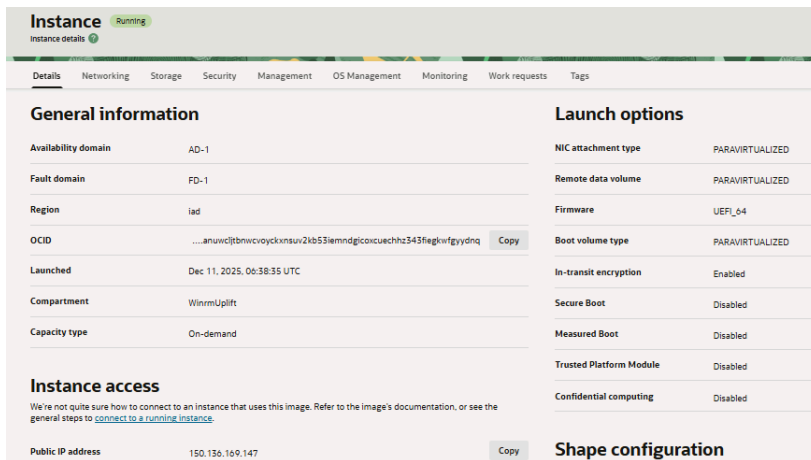 Instance Running
Instance details ?
Details Networking Storage Security Management OS Management Monitoring Work requests Tags
General information
Availability domain AD-1
Fault domain FD-1
Region iad
OCID ....anuwcljtbnwcvoyckxnsuv2kb53iemndgicoxcuechhz343fiegkwfgyydnq Copy
Launched Dec 11, 2025, 06:38:35 UTC
Compartment WinrmUplift
Capacity type On-demand
Instance access
We're not quite sure how to connect to an instance that uses this image. Refer to the image's documentation, or see the
general steps to connect to a running instance.
Public IP address 150.136.169.147 Copy
Launch options
NIC attachment type PARAVIRTUALIZED
Remote data volume PARAVIRTUALIZED
Firmware UEFI_64
Boot volume type PARAVIRTUALIZED
In-transit encryption Enabled
Secure Boot Disabled
Measured Boot Disabled
Trusted Platform Module Disabled
Confidential computing Disabled
Shape configuration